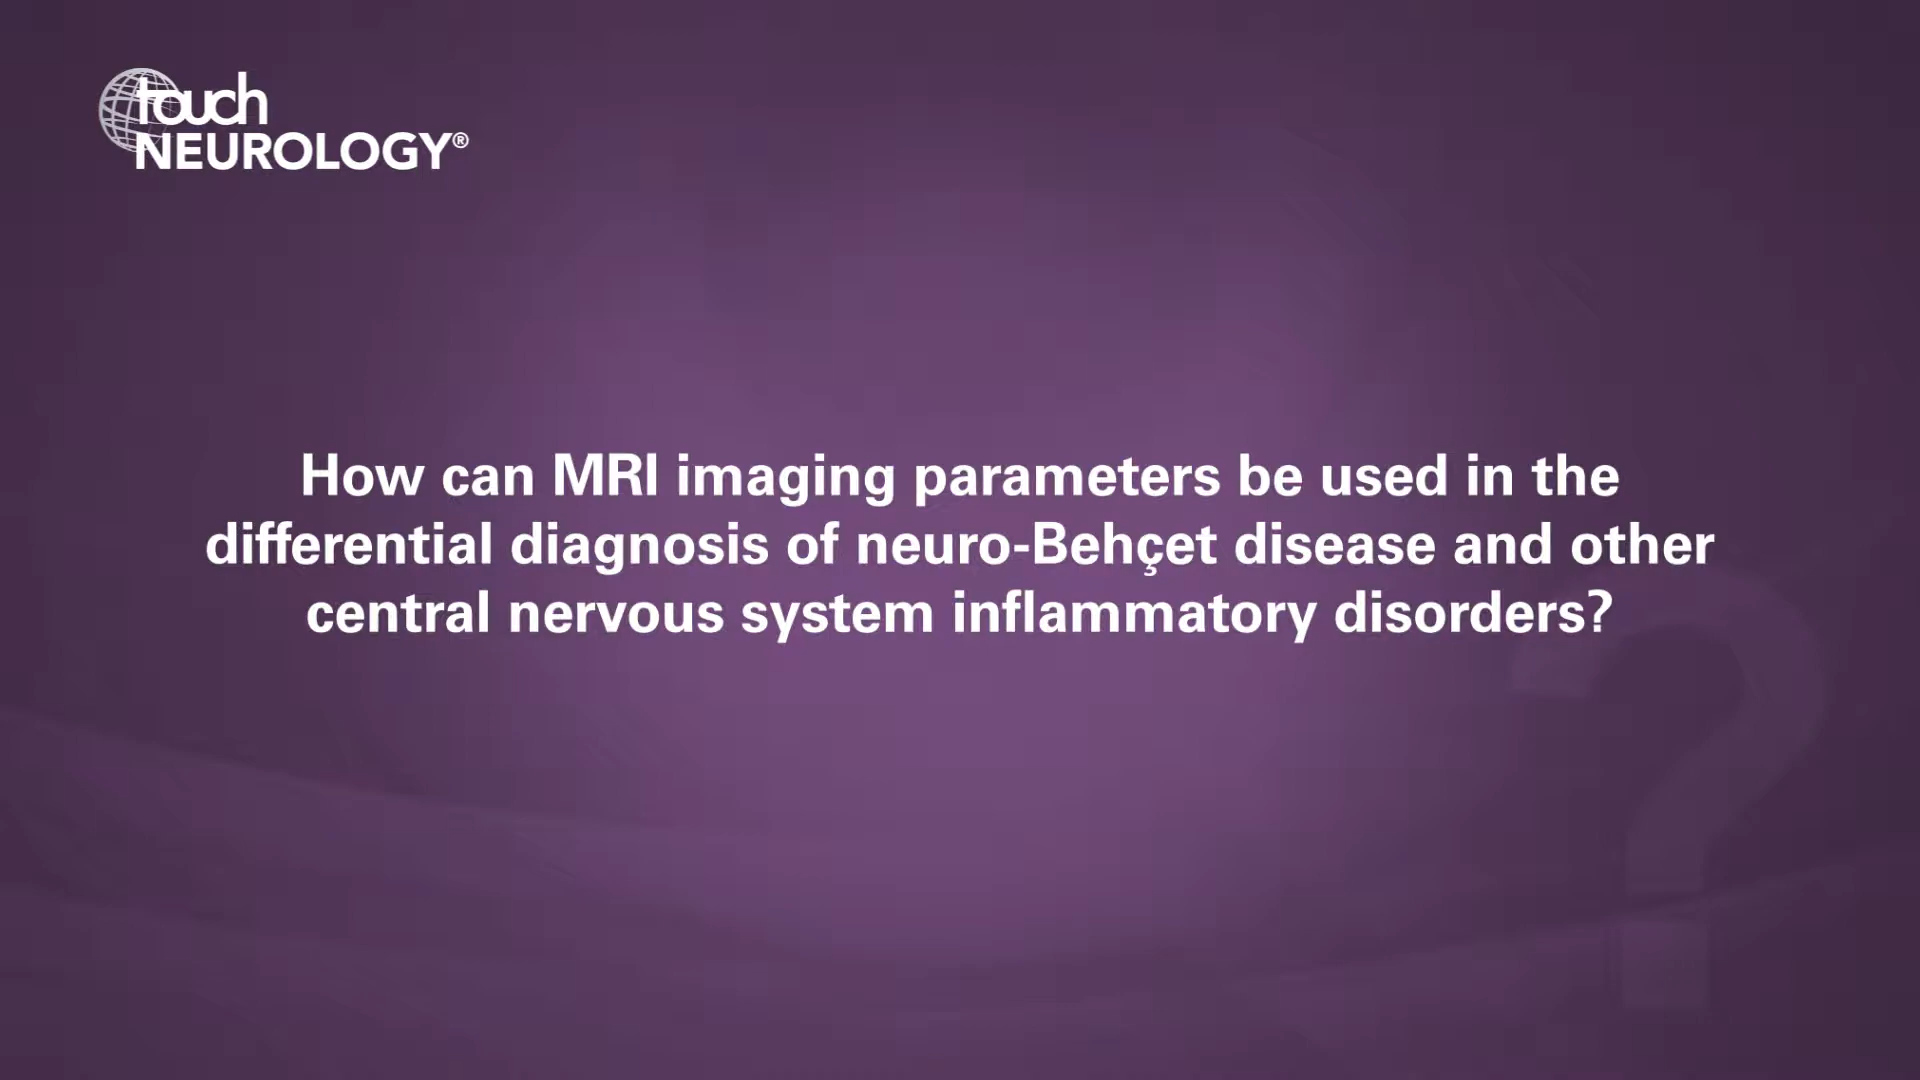 touch
NEUROLOGY®
How can MRI imaging parameters be used in the
differential diagnosis of neuro-Behçet disease and other
central nervous system inflammatory disorders?